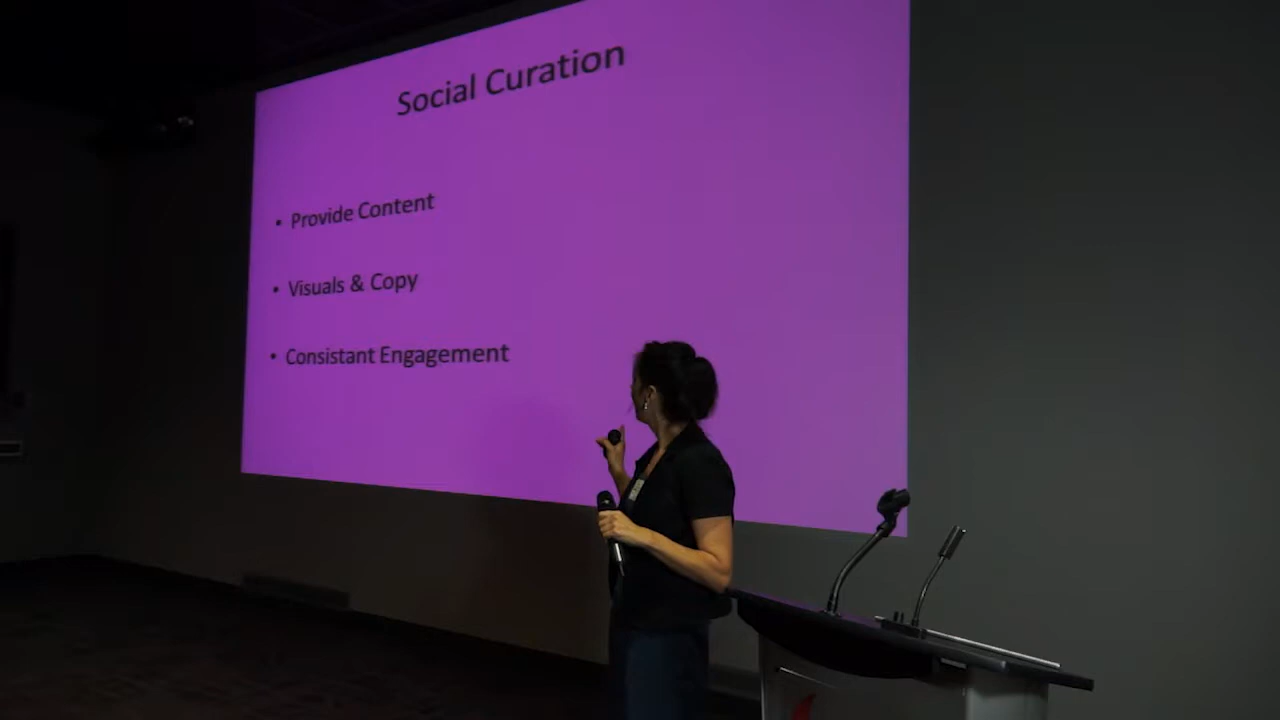 Social Curation
• Provide Content
• Visuals & Copy
• Consistant Engagement